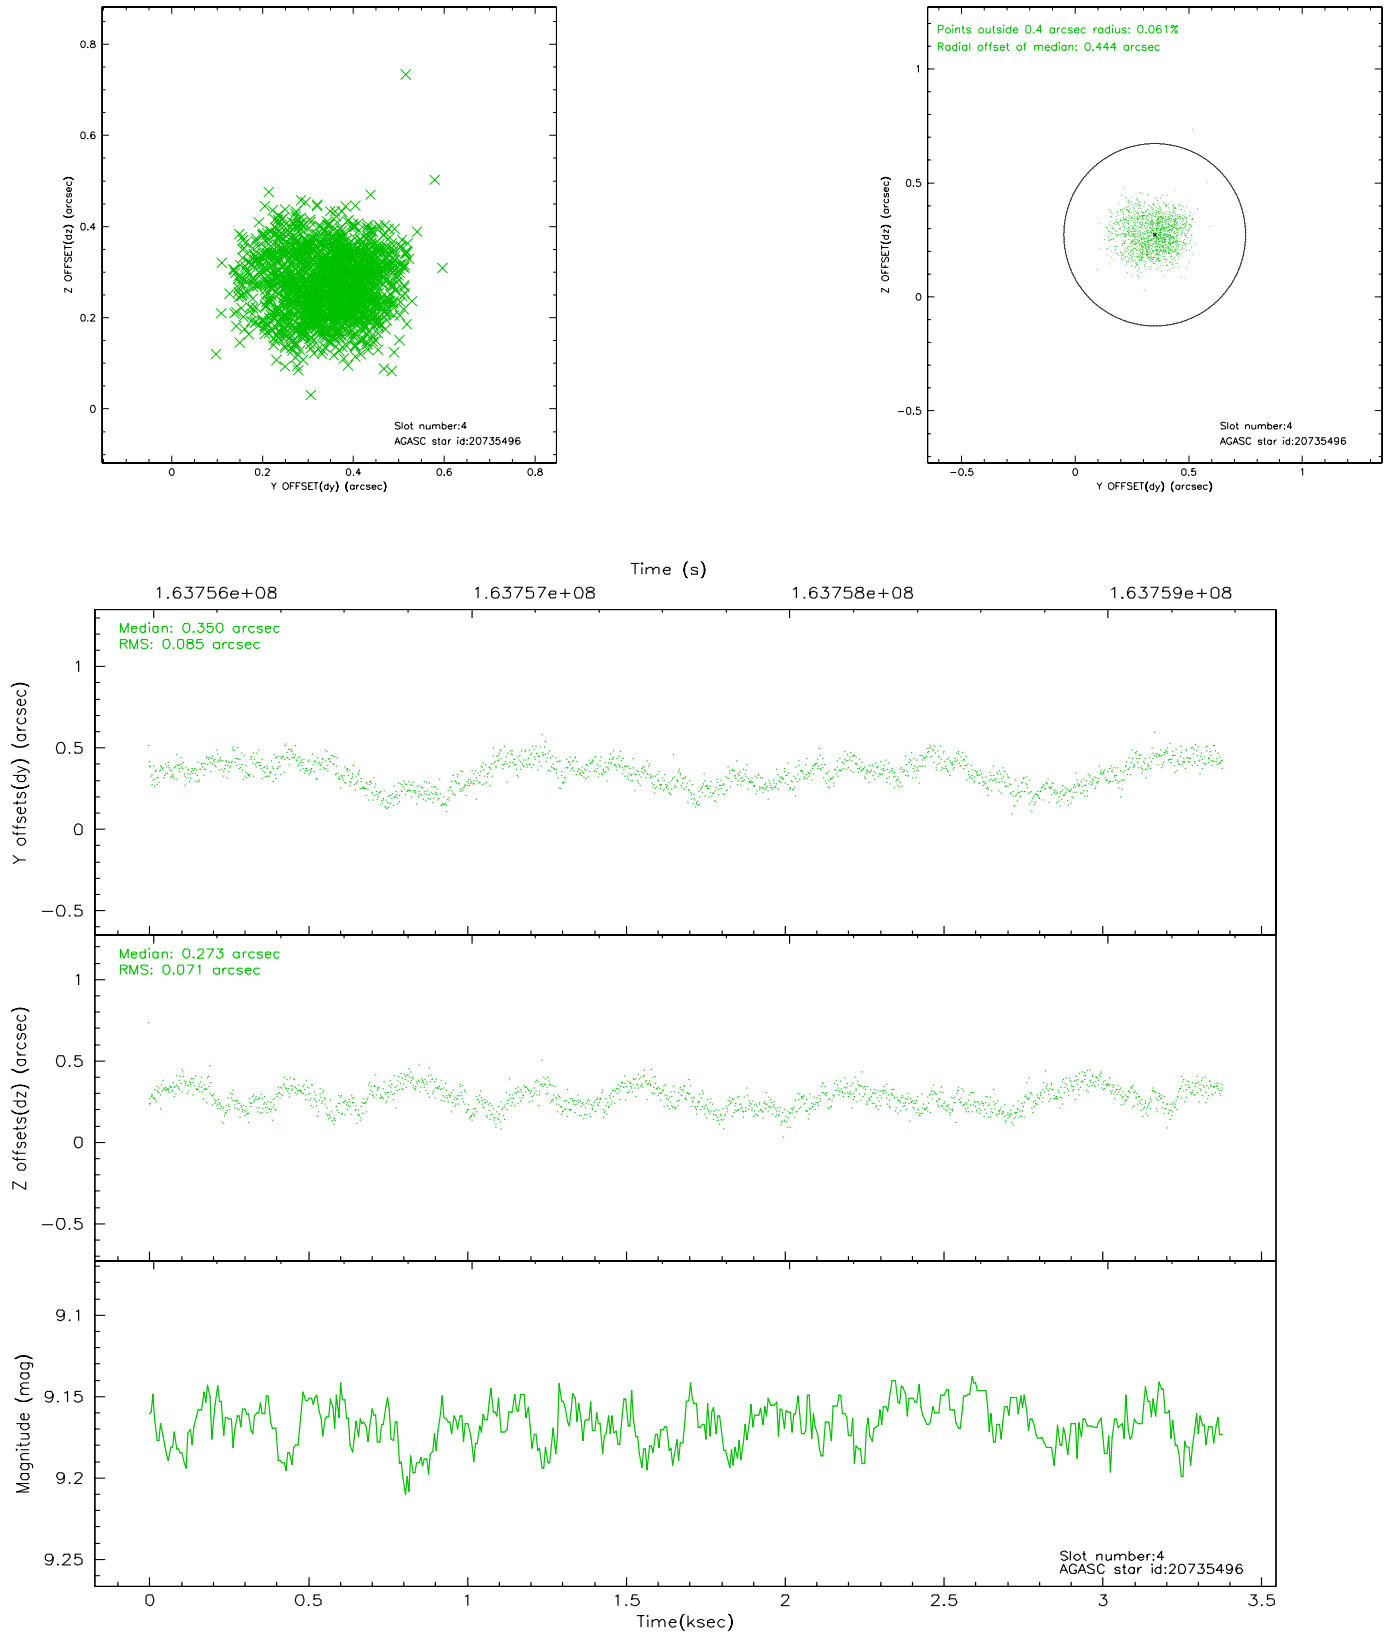 0.8
0.6
0.4
0.2
0
Z OFFSET(dz) (arcsec)
Slot number:4
AGASC star id:20735496
0 0.2 0.4 0.6 0.8
Y OFFSET(dy) (arcsec)
Points outside 0.4 arcsec radius: 0.061%
Radial offset of median: 0.444 arcsec
1
0.5
0
−0.5
Z OFFSET(dz) (arcsec)
Slot number:4
AGASC star id:20735496
−0.5 0 0.5 1
Y OFFSET(dy) (arcsec)
Time (s)
1.63756e+08 1.63757e+08 1.63758e+08 1.63759e+08
Median: 0.350 arcsec
RMS: 0.085 arcsec
1
0.5
0
−0.5
Y offsets(dy) (arcsec)
Median: 0.273 arcsec
RMS: 0.071 arcsec
1
0.5
0
−0.5
Z offsets(dz) (arcsec)
9.1
9.15
9.2
9.25
Magnitude (mag)
Slot number:4
AGASC star id:20735496
0 0.5 1 1.5 2 2.5 3 3.5
Time(ksec)